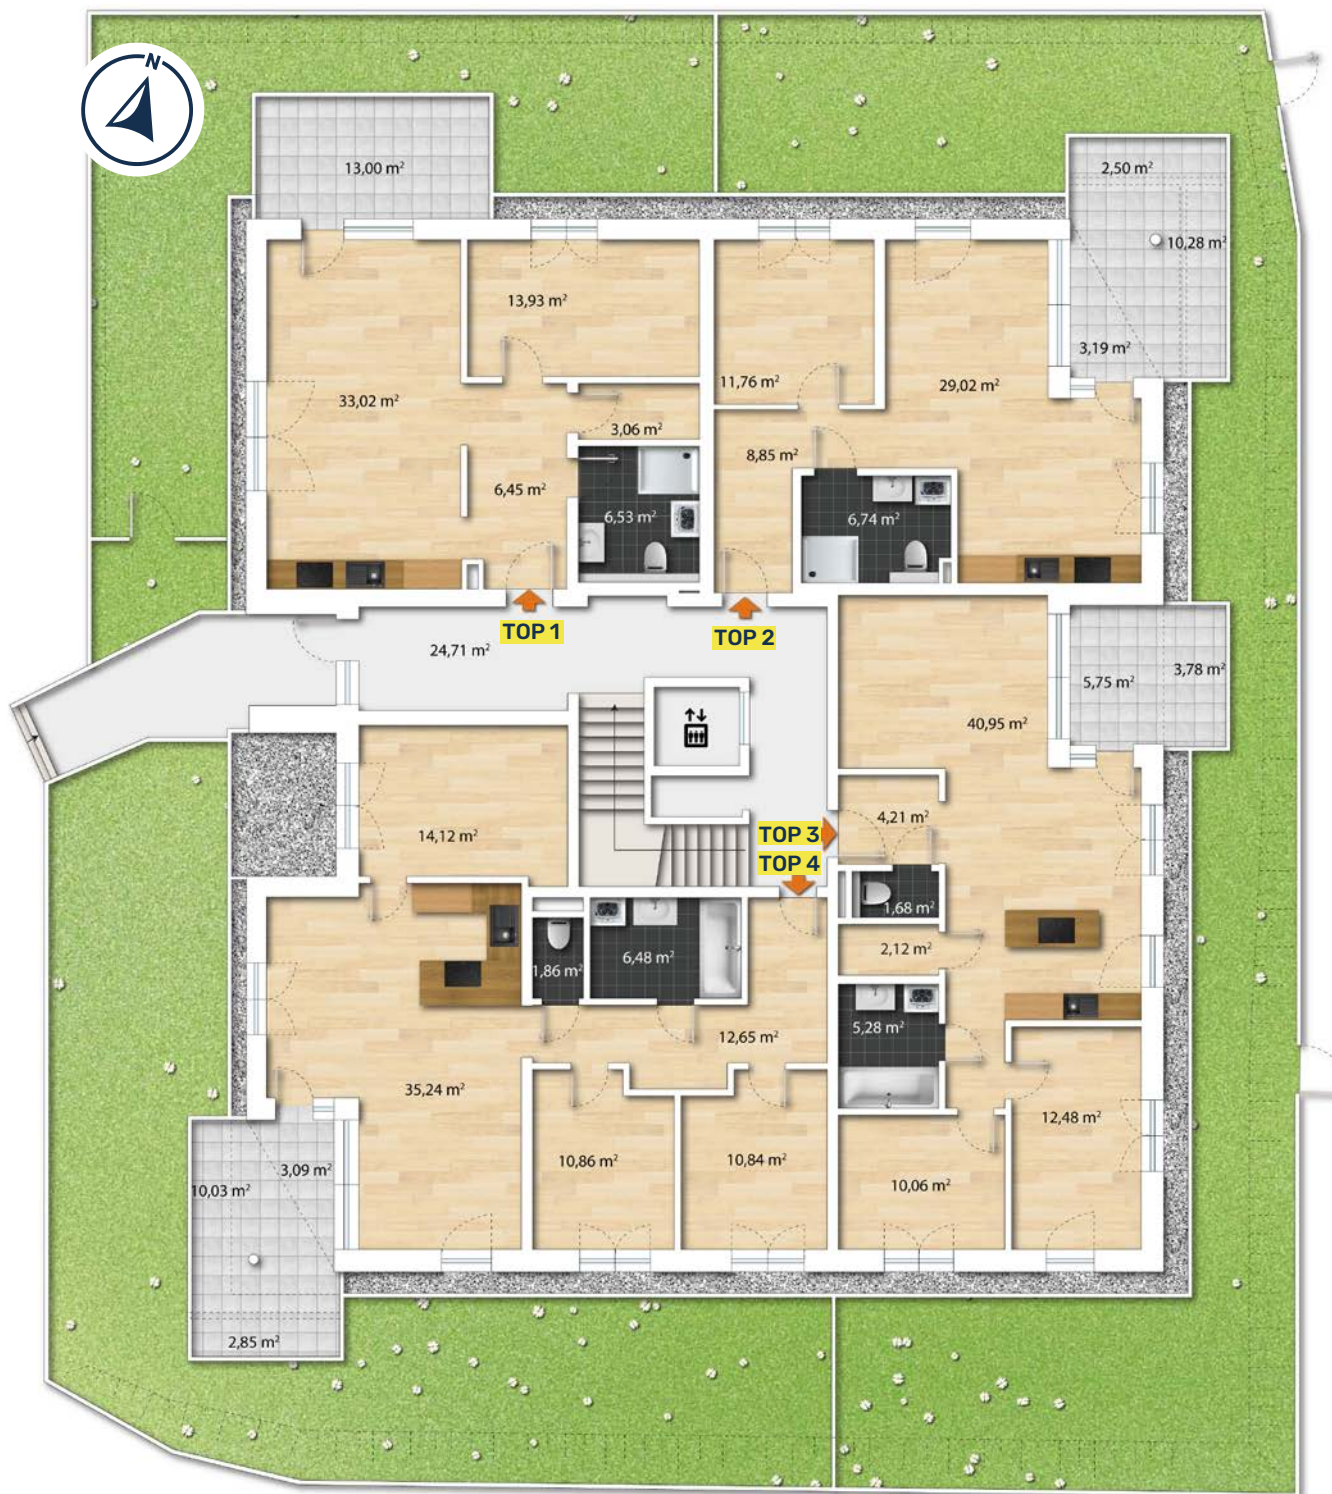 N
13,00 m²
2,50 m²
10,28 m²
13,93 m²
3,19 m²
11,76 m²
29,02 m²
33,02 m²
3,06 m²
8,85 m²
6,45 m²
6,53 m²
6,74 m²
TOP 1
TOP 2
24,71 m²
3,78 m²
5,75 m²
40,95 m²
4,21 m²
14,12 m²
TOP 3
TOP 4
1,68 m²
2,12 m²
6,48 m²
1,86 m²
5,28 m²
12,65 m²
35,24 m²
12,48 m²
10,86 m²
10,84 m²
3,09 m²
10,03 m²
10,06 m²
2,85 m²